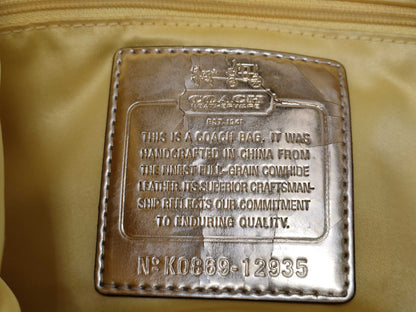 COACH
LEATHERWARE
EST. 1941
THIS IS A COACH BAG. IT WAS
HANDCRAFTED IN CHINA FROM
THE FINEST FULL-GRAIN COWHIDE
LEATHER. ITS SUPERIOR CRAFTSMAN-
SHIP REFLECTS OUR COMMITMENT
TO ENDURING QUALITY.
No K0869-12935